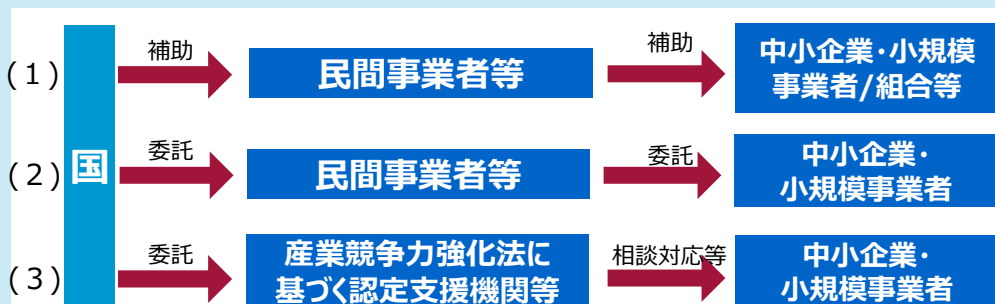 国
(1)
補助
民間事業者等
補助
中小企業・小規模
事業者/組合等
(2)
委託
民間事業者等
委託
中小企業・
小規模事業者
(3)
委託
産業競争力強化法に
基づく認定支援機関等
相談対応等
中小企業・
小規模事業者